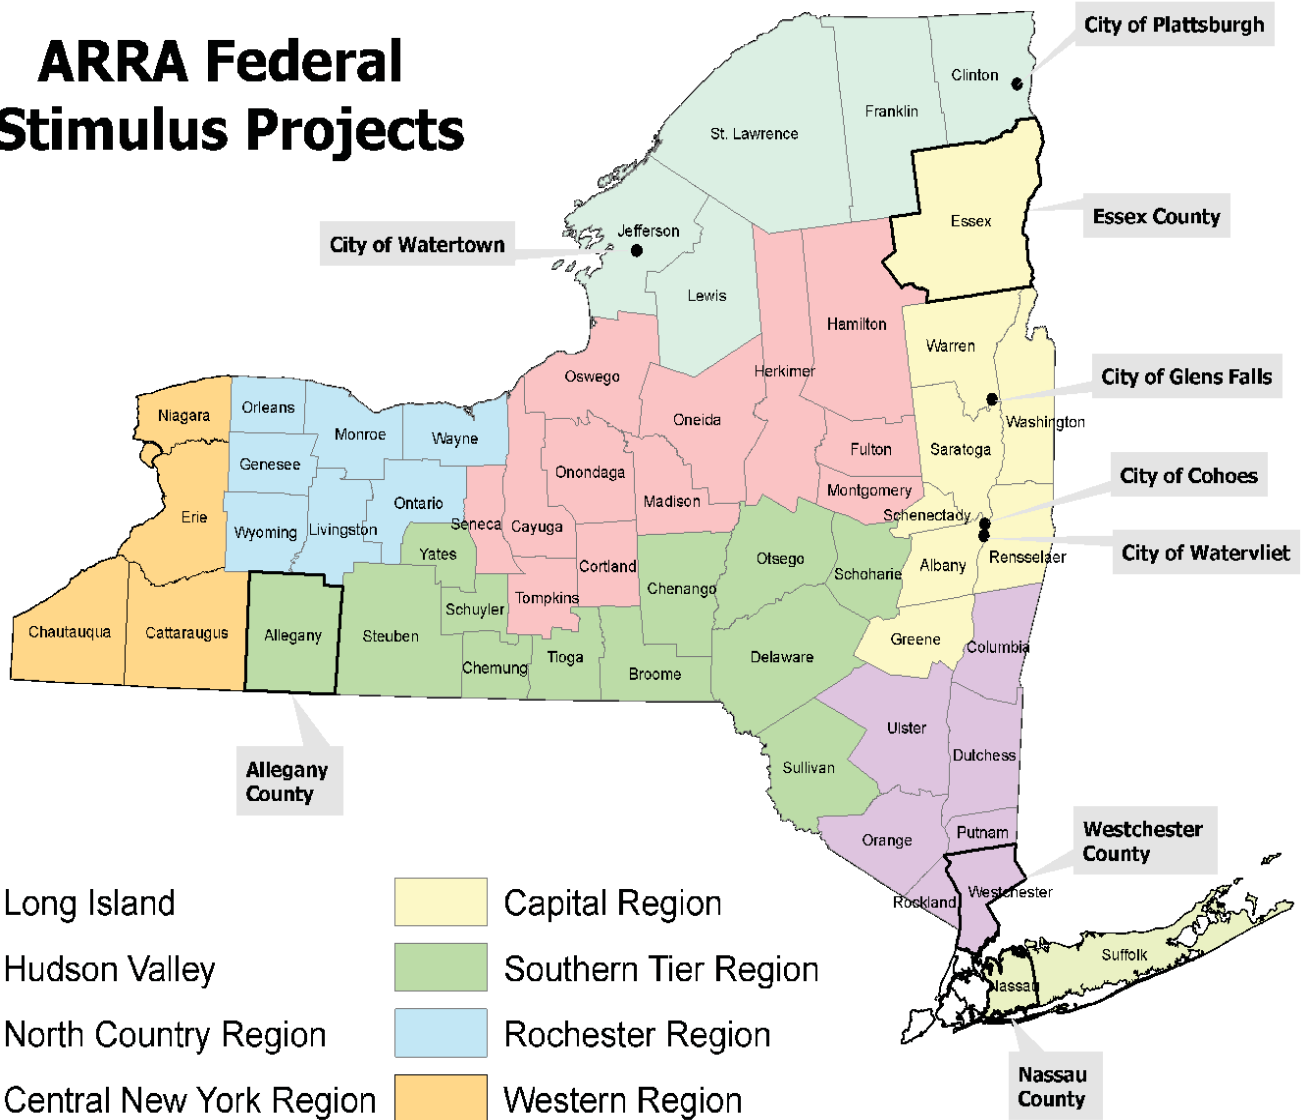 ARRA Federal
Stimulus Projects
City of Plattsburgh
Clinton
Franklin
St. Lawrence
Essex
Essex County
Jefferson
City of Watertown
Lewis
Hamilton
Warren
Herkimer
Oswego
City of Glens Falls
Niagara
Orleans
Monroe
Wayne
Oneida
Washington
Fulton
Saratoga
Genesee
Onondaga
City of Cohoes
Montgomery
Ontario
Madison
Erie
Wyoming
Livingston
Seneca
Cayuga
Schenectady
Yates
City of Watervliet
Otsego
Rensselaer
Cortland
Albany
Schoharie
Chenango
Tompkins
Schuyler
Chautauqua
Cattaraugus
Allegany
Steuben
Greene
Columbia
Tioga
Delaware
Chemung
Broome
Ulster
Dutchess
Sullivan
Allegany
County
Orange
Putnam
Westchester
County
Westchester
Rockland
Suffolk
Nassau
Nassau
County
Long Island
Capital Region
Hudson Valley
Southern Tier Region
North Country Region
Rochester Region
Central New York Region
Western Region